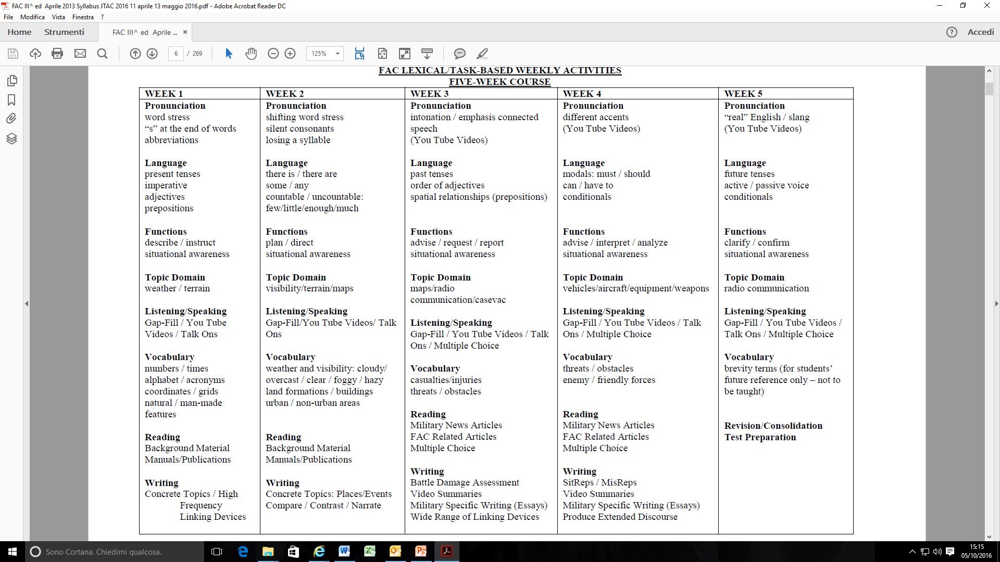 FAC III^ ed  Aprile 2013 Syllabus JTAC 2016 11 aprile 13 maggio 2016.pdf - Adobe Acrobat Reader DC
File Modifica Vista Finestra ?
Home Strumenti FAC III^ ed Aprile ... × Accedi
6 / 269 125%
FAC LEXICAL/TASK-BASED WEEKLY ACTIVITIES
FIVE-WEEK COURSE
WEEK 1
Pronunciation
word stress
“s” at the end of words
abbreviations
Language
present tenses
imperative
adjectives
prepositions
Functions
describe / instruct
situational awareness
Topic Domain
weather / terrain
Listening/Speaking
Gap-Fill / You Tube
Videos / Talk Ons
Vocabulary
numbers / times
alphabet / acronyms
coordinates / grids
natural / man-made
features
Reading
Background Material
Manuals/Publications
Writing
Concrete Topics / High
Frequency
Linking Devices
WEEK 2
Pronunciation
shifting word stress
silent consonants
losing a syllable
Language
there is / there are
some / any
countable / uncountable:
few/little/enough/much
Functions
plan / direct
situational awareness
Topic Domain
visibility/terrain/maps
Listening/Speaking
Gap-Fill/You Tube Videos/ Talk
Ons
Vocabulary
weather and visibility: cloudy/
overcast / clear / foggy / hazy
land formations / buildings
urban / non-urban areas
Reading
Background Material
Manuals/Publications
Writing
Concrete Topics: Places/Events
Compare / Contrast / Narrate
WEEK 3
Pronunciation
intonation / emphasis connected
speech
(You Tube Videos)
Language
past tenses
order of adjectives
spatial relationships (prepositions)
Functions
advise / request / report
situational awareness
Topic Domain
maps/radio
communication/casevac
Listening/Speaking
Gap-Fill / You Tube Videos / Talk
Ons / Multiple Choice
Vocabulary
casualties/injuries
threats / obstacles
Reading
Military News Articles
FAC Related Articles
Multiple Choice
Writing
Battle Damage Assessment
Video Summaries
Military Specific Writing (Essays)
Wide Range of Linking Devices
WEEK 4
Pronunciation
different accents
(You Tube Videos)
Language
modals: must / should
can / have to
conditionals
Functions
advise / interpret / analyze
situational awareness
Topic Domain
vehicles/aircraft/equipment/weapons
Listening/Speaking
Gap-Fill / You Tube Videos / Talk
Ons / Multiple Choice
Vocabulary
threats / obstacles
enemy / friendly forces
Reading
Military News Articles
FAC Related Articles
Multiple Choice
Writing
SitReps / MisReps
Video Summaries
Military Specific Writing (Essays)
Produce Extended Discourse
WEEK 5
Pronunciation
“real” English / slang
(You Tube Videos)
Language
future tenses
active / passive voice
conditionals
Functions
clarify / confirm
situational awareness
Topic Domain
radio communication
Listening/Speaking
Gap-Fill / You Tube Videos /
Talk Ons / Multiple Choice
Vocabulary
brevity terms (for students’
future reference only – not to
be taught)
Revision/Consolidation
Test Preparation
Sono Cortana. Chiedimi qualcosa.
15:15
05/10/2016